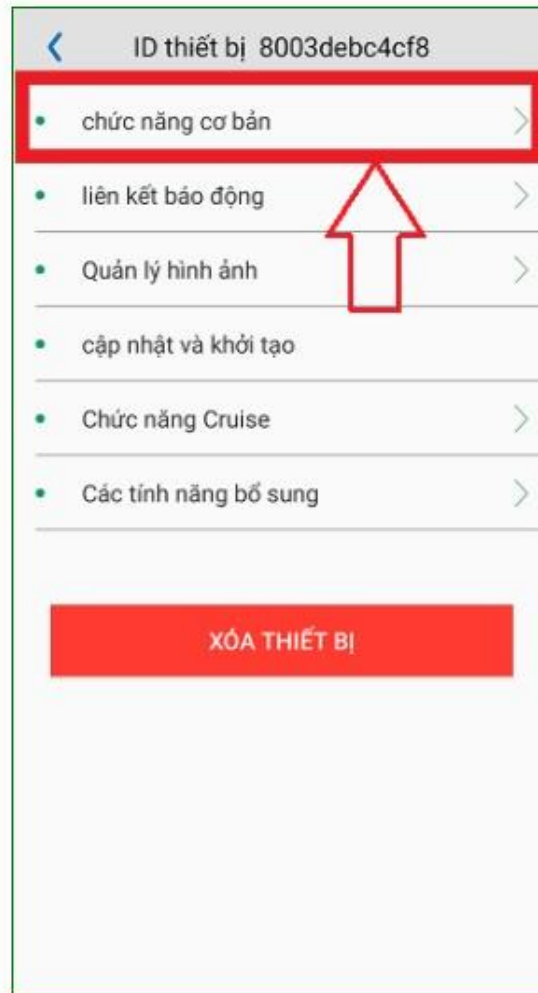 ID thiết bị 8003debc4cf8
chức năng cơ bản
liên kết báo động
Quản lý hình ảnh
cập nhật và khởi tạo
Chức năng Cruise
Các tính năng bổ sung
XÓA THIẾT BỊ